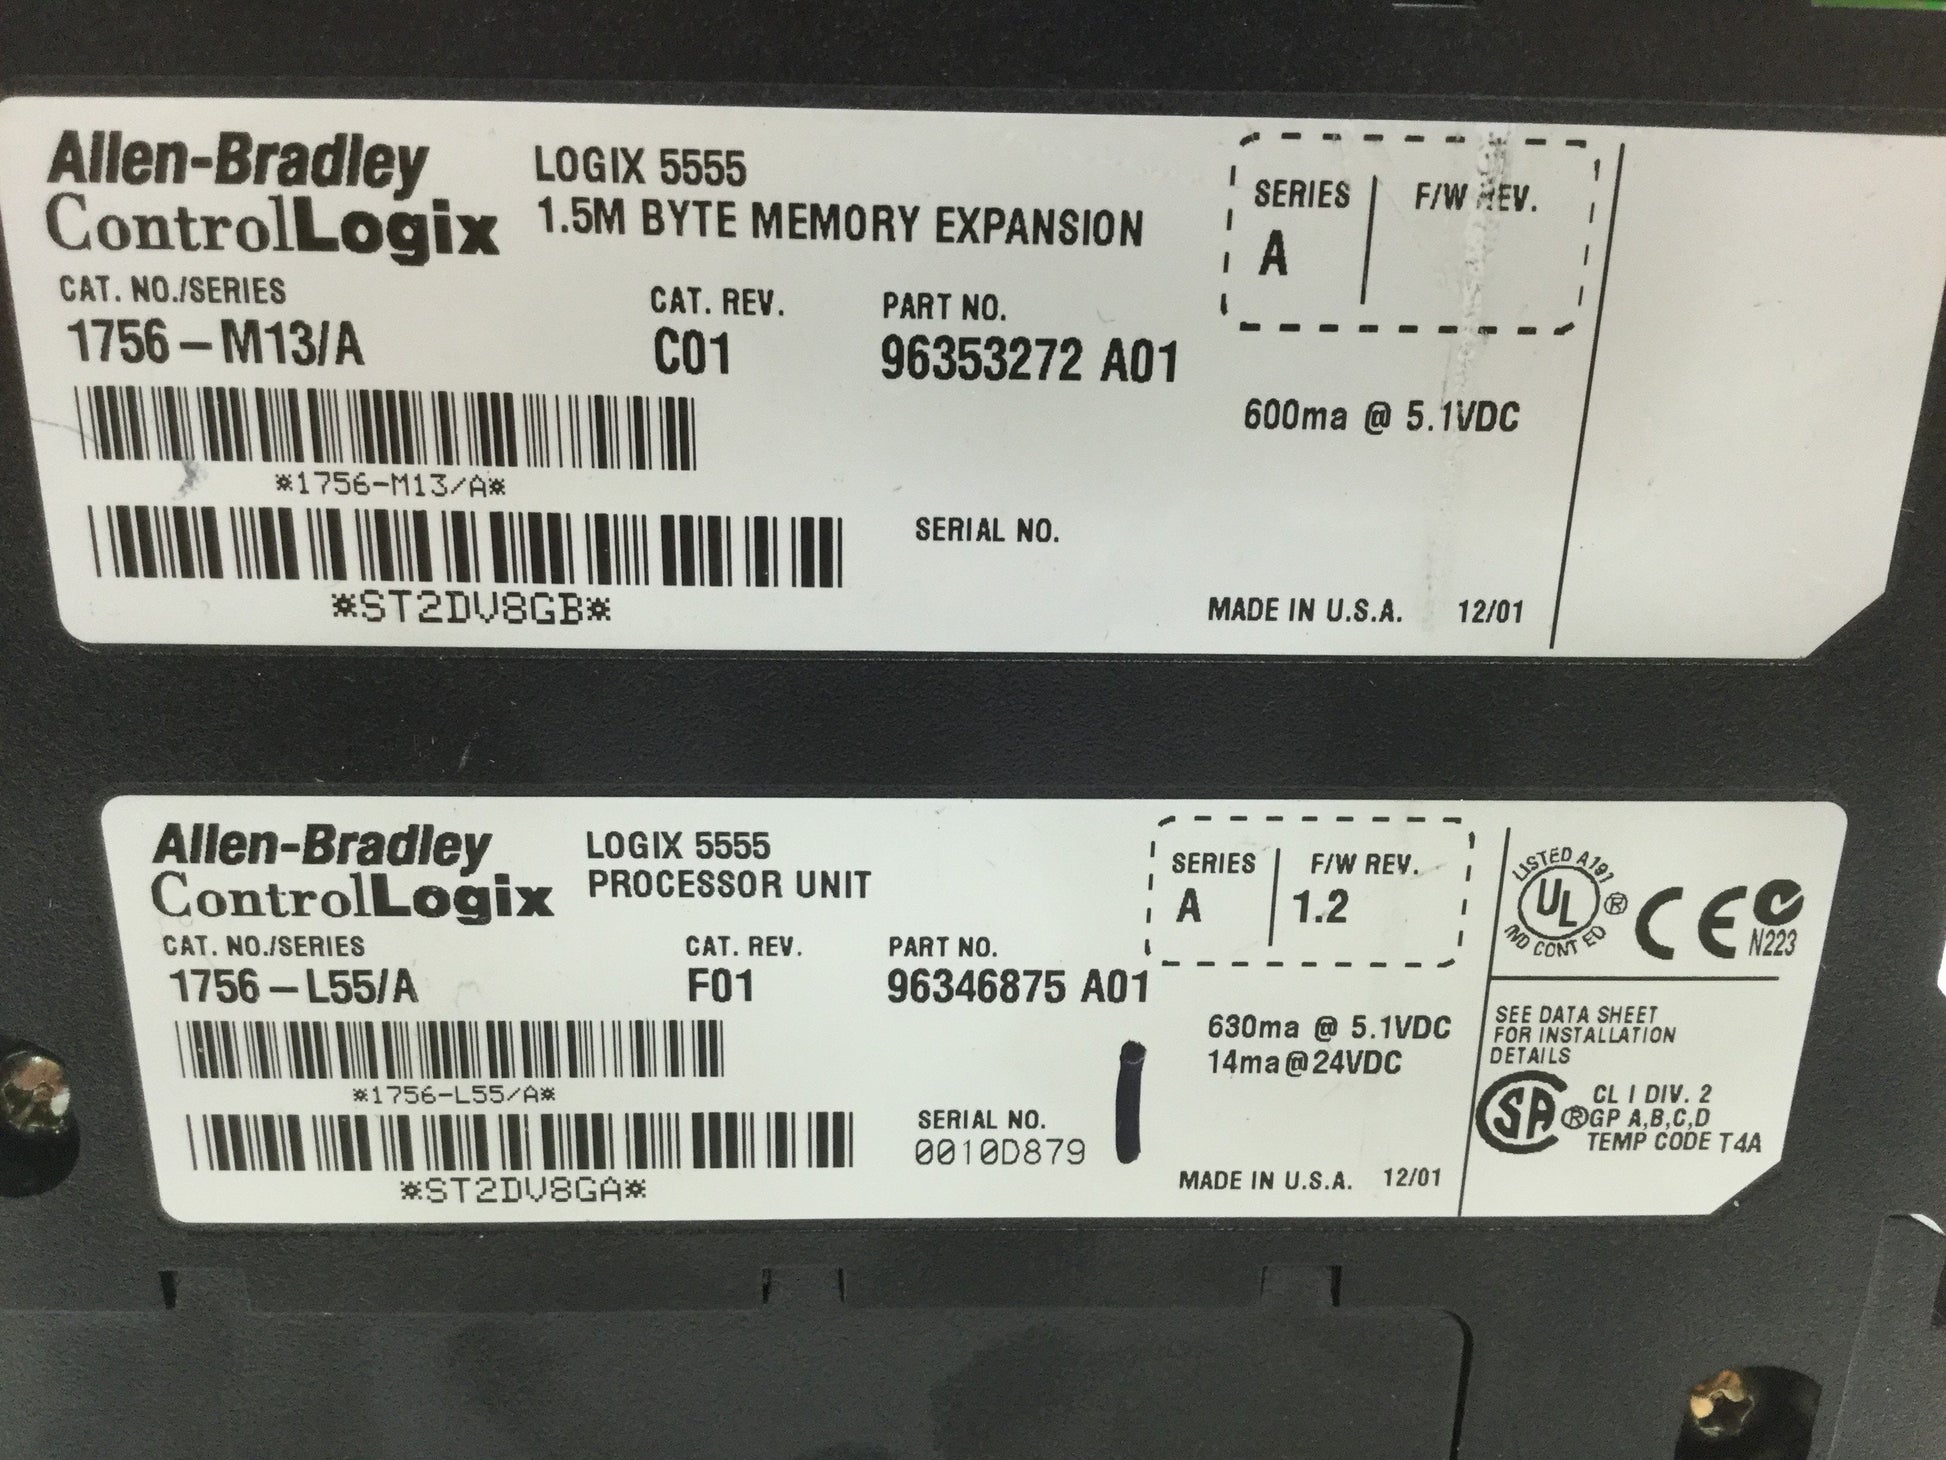 Allen-Bradley
ControlLogix
LOGIX 5555
1.5M BYTE MEMORY EXPANSION
SERIES
A
F/W REV.
CAT. NO./SERIES
1756-M13/A
CAT. REV.
C01
PART NO.
96353272 A01
600ma @ 5.1VDC
*1756-M13/A*
SERIAL NO.
*ST2DV8GB*
MADE IN U.S.A. 12/01
Allen-Bradley
ControlLogix
LOGIX 5555
PROCESSOR UNIT
SERIES
A
F/W REV.
1.2
LISTED A197
UL ®
IND CONT EQ
CE
N223
CAT. NO./SERIES
1756-L55/A
CAT. REV.
F01
PART NO.
96346875 A01
630ma @ 5.1VDC
14ma@24VDC
*1756-L55/A*
SERIAL NO.
0010D879
*ST2DV8GA*
MADE IN U.S.A. 12/01
SEE DATA SHEET
FOR INSTALLATION
DETAILS
SA ®
CL I DIV. 2
GP A,B,C,D
TEMP CODE T4A